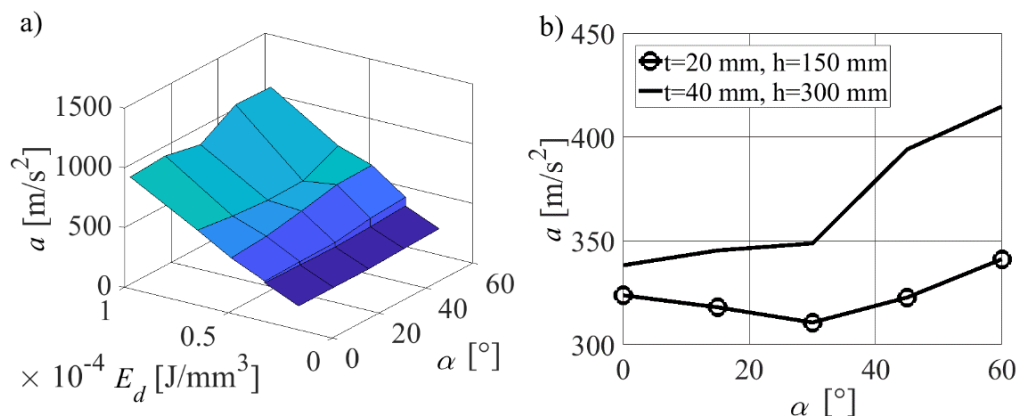 a)
1500
1000
500
0
a [m/s²]
1
0.5
0
× 10⁻⁴ E_d [J/mm³]
0
20
40
60
α [°]
b)
450
400
350
300
a [m/s²]
t=20 mm, h=150 mm
t=40 mm, h=300 mm
0
20
40
60
α [°]